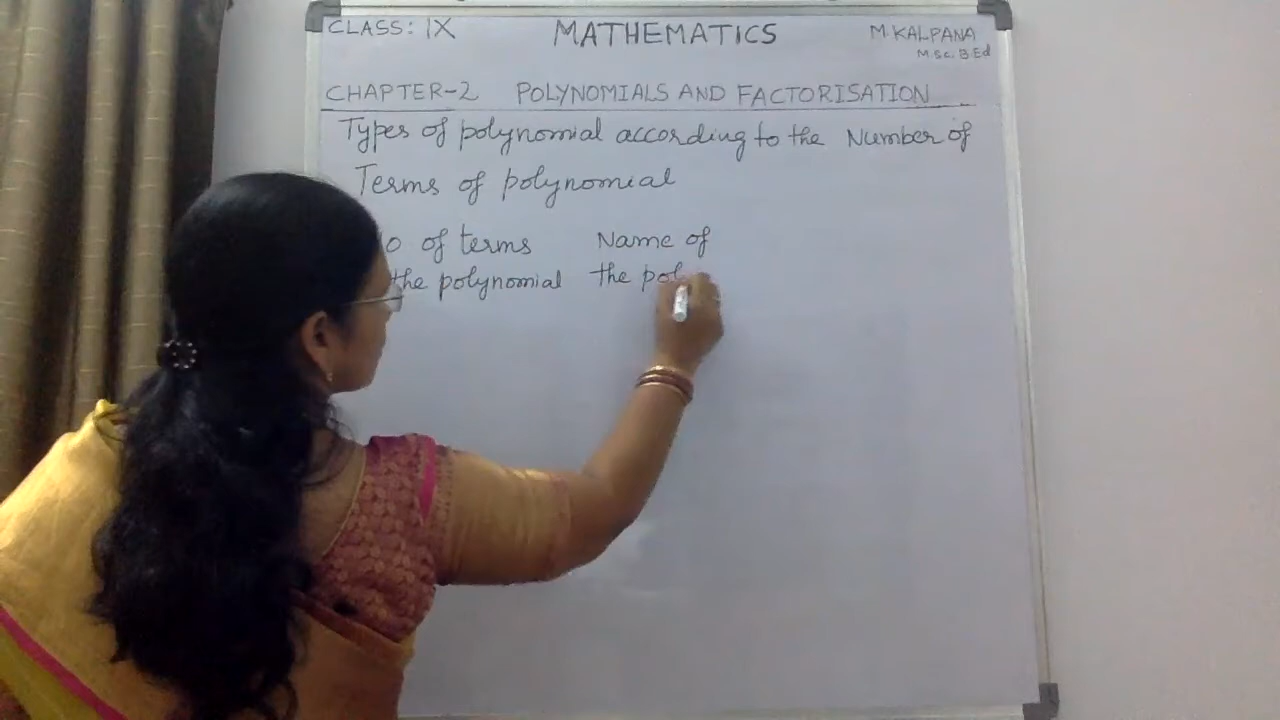 CLASS: IX
MATHEMATICS
M. KALPANA
M.Sc. B.Ed
CHAPTER-2 POLYNOMIALS AND FACTORISATION
Types of polynomial according to the Number of
Terms of polynomial
of terms Name of
the polynomial the pol